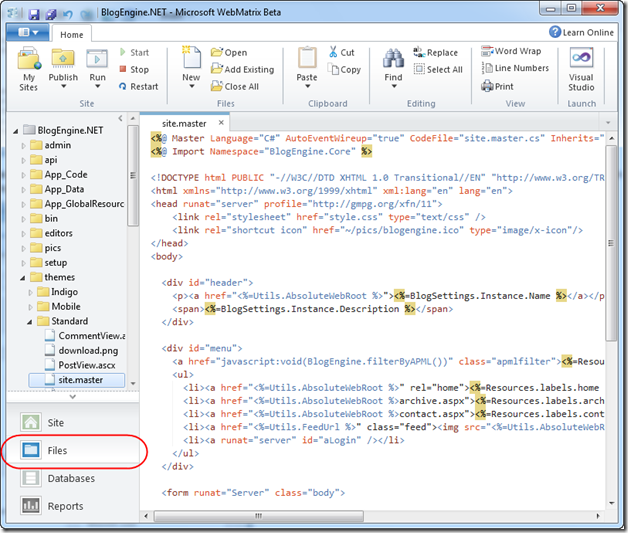 BlogEngine.NET - Microsoft WebMatrix Beta
Home
Learn Online
My Sites
Publish
Run
Start
Stop
Restart
Site
New
Open
Add Existing
Close All
Files
Paste
Cut
Copy
Clipboard
Find
Replace
Select All
Editing
Word Wrap
Line Numbers
Print
View
Visual Studio
Launch
BlogEngine.NET
admin
api
App_Code
App_Data
App_GlobalResour
bin
editors
pics
setup
themes
Indigo
Mobile
Standard
CommentView.a
download.png
PostView.ascx
site.master
Site
Files
Databases
Reports
site.master
<%@ Master Language="C#" AutoEventWireup="true" CodeFile="site.master.cs" Inherits="
<%@ Import Namespace="BlogEngine.Core" %>
<!DOCTYPE html PUBLIC "-//W3C//DTD XHTML 1.0 Transitional//EN" "http://www.w3.org/TR
<html xmlns="http://www.w3.org/1999/xhtml" xml:lang="en" lang="en">
<head runat="server" profile="http://gmpg.org/xfn/11">
<link rel="stylesheet" href="style.css" type="text/css" />
<link rel="shortcut icon" href="~/pics/blogengine.ico" type="image/x-icon"/>
</head>
<body>
<div id="header">
<p><a href="<%=Utils.AbsoluteWebRoot %>"><%=BlogSettings.Instance.Name %></a></p
<span><%=BlogSettings.Instance.Description %></span>
</div>
<div id="menu">
<a href="javascript:void(BlogEngine.filterByAPML())" class="apmlfilter"><%=Resou
<ul>
<li><a href="<%=Utils.AbsoluteWebRoot %>" rel="home"><%=Resources.labels.home
<li><a href="<%=Utils.AbsoluteWebRoot %>archive.aspx"><%=Resources.labels.arch
<li><a href="<%=Utils.AbsoluteWebRoot %>contact.aspx"><%=Resources.labels.cont
<li><a href="<%=Utils.FeedUrl %>" class="feed"><img src="<%=Utils.AbsoluteWebR
<li><a runat="server" id="aLogin" /></li>
</ul>
</div>
<form runat="Server" class="body">